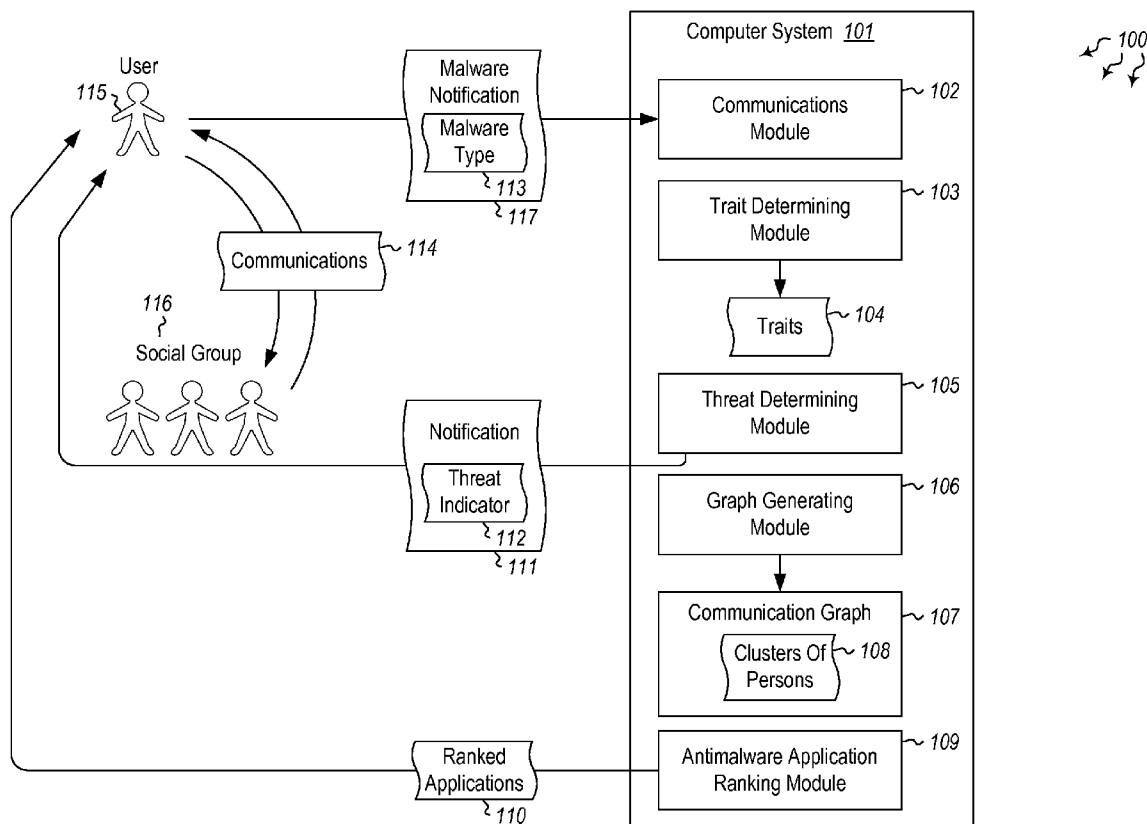 Computer System 101
100
User
115
Malware
Notification
Malware
Type
113
117
Communications
Module
102
103
Trait Determining
Module
Communications
114
Traits
104
116
Social Group
105
Threat Determining
Module
Notification
Threat
Indicator
112
111
106
Graph Generating
Module
Communication Graph
107
Clusters Of
Persons
108
Ranked
Applications
110
Antimalware Application
Ranking Module
109